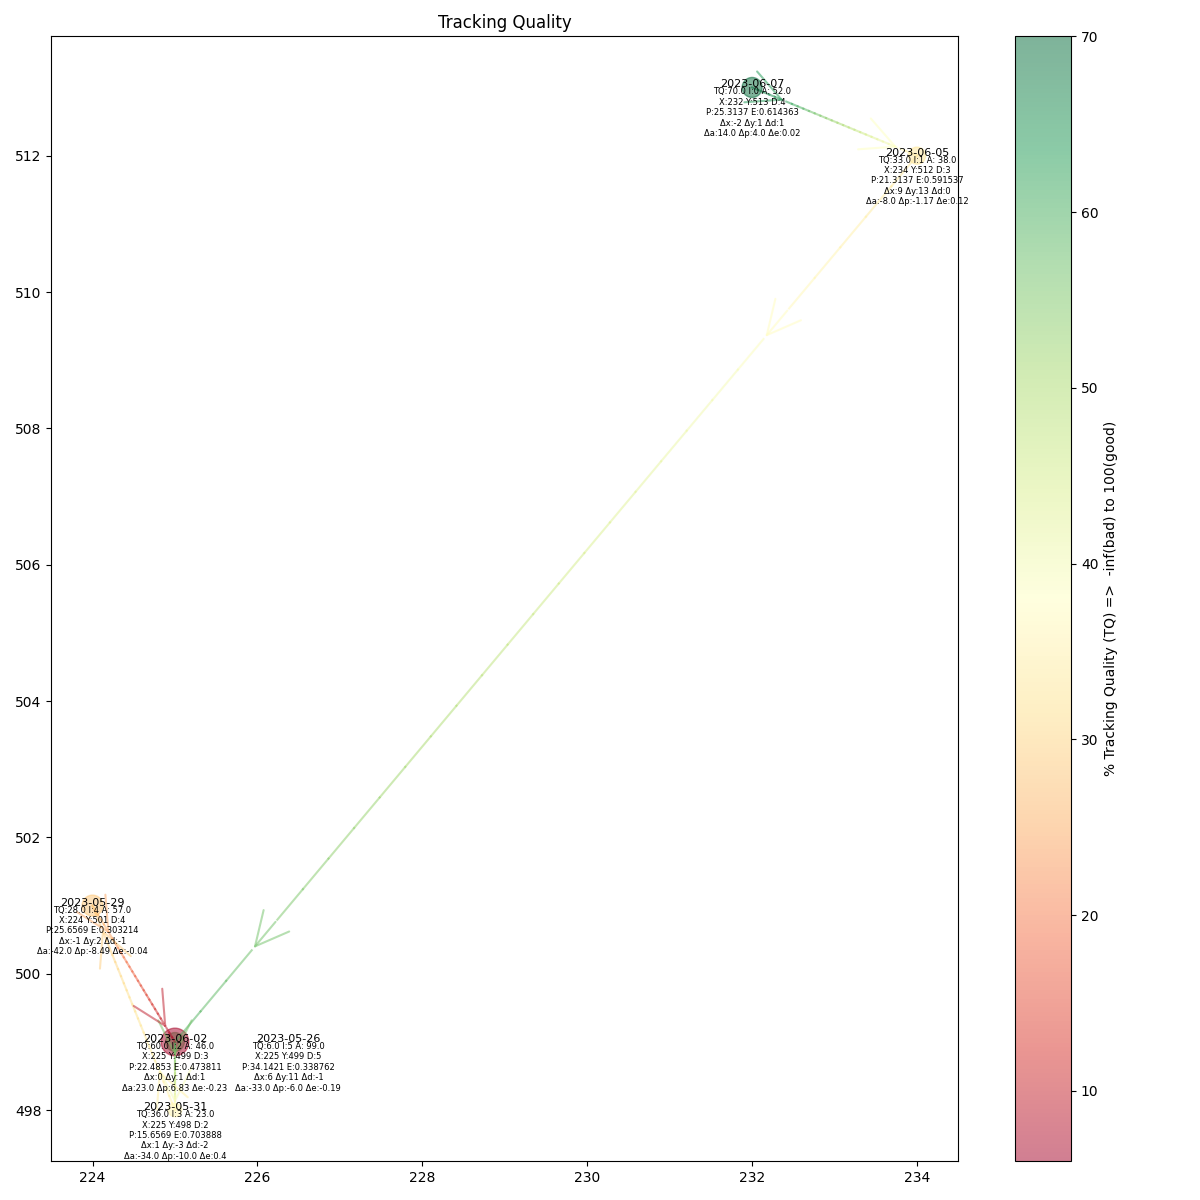 Tracking Quality
2023-06-07
TQ:70.0 I:0 A: 52.0
X:232 Y:513 D:4
P:25.3137 E:0.614363
Δx:-2 Δy:1 Δd:1
Δa:14.0 Δp:4.0 Δe:0.02
2023-06-05
TQ:33.0 I:1 A: 38.0
X:234 Y:512 D:3
P:21.3137 E:0.591537
Δx:9 Δy:13 Δd:0
Δa:-8.0 Δp:-1.17 Δe:0.12
2023-05-29
TQ:28.0 I:4 A: 57.0
X:224 Y:501 D:4
P:25.6569 E:0.303214
Δx:-1 Δy:2 Δd:-1
Δa:-42.0 Δp:-8.49 Δe:-0.04
2023-06-02
TQ:60.0 I:2 A: 46.0
X:225 Y:499 D:3
P:22.4853 E:0.473811
Δx:0 Δy:1 Δd:1
Δa:23.0 Δp:6.83 Δe:-0.23
2023-05-26
TQ:6.0 I:5 A: 99.0
X:225 Y:499 D:5
P:34.1421 E:0.338762
Δx:6 Δy:11 Δd:-1
Δa:-33.0 Δp:-6.0 Δe:-0.19
2023-05-31
TQ:36.0 I:3 A: 23.0
X:225 Y:498 D:2
P:15.6569 E:0.703888
Δx:1 Δy:-3 Δd:-2
Δa:-34.0 Δp:-10.0 Δe:0.4
512
510
508
506
504
502
500
498
224 226 228 230 232 234
70
60
50
40
30
20
10
% Tracking Quality (TQ) => -inf(bad) to 100(good)